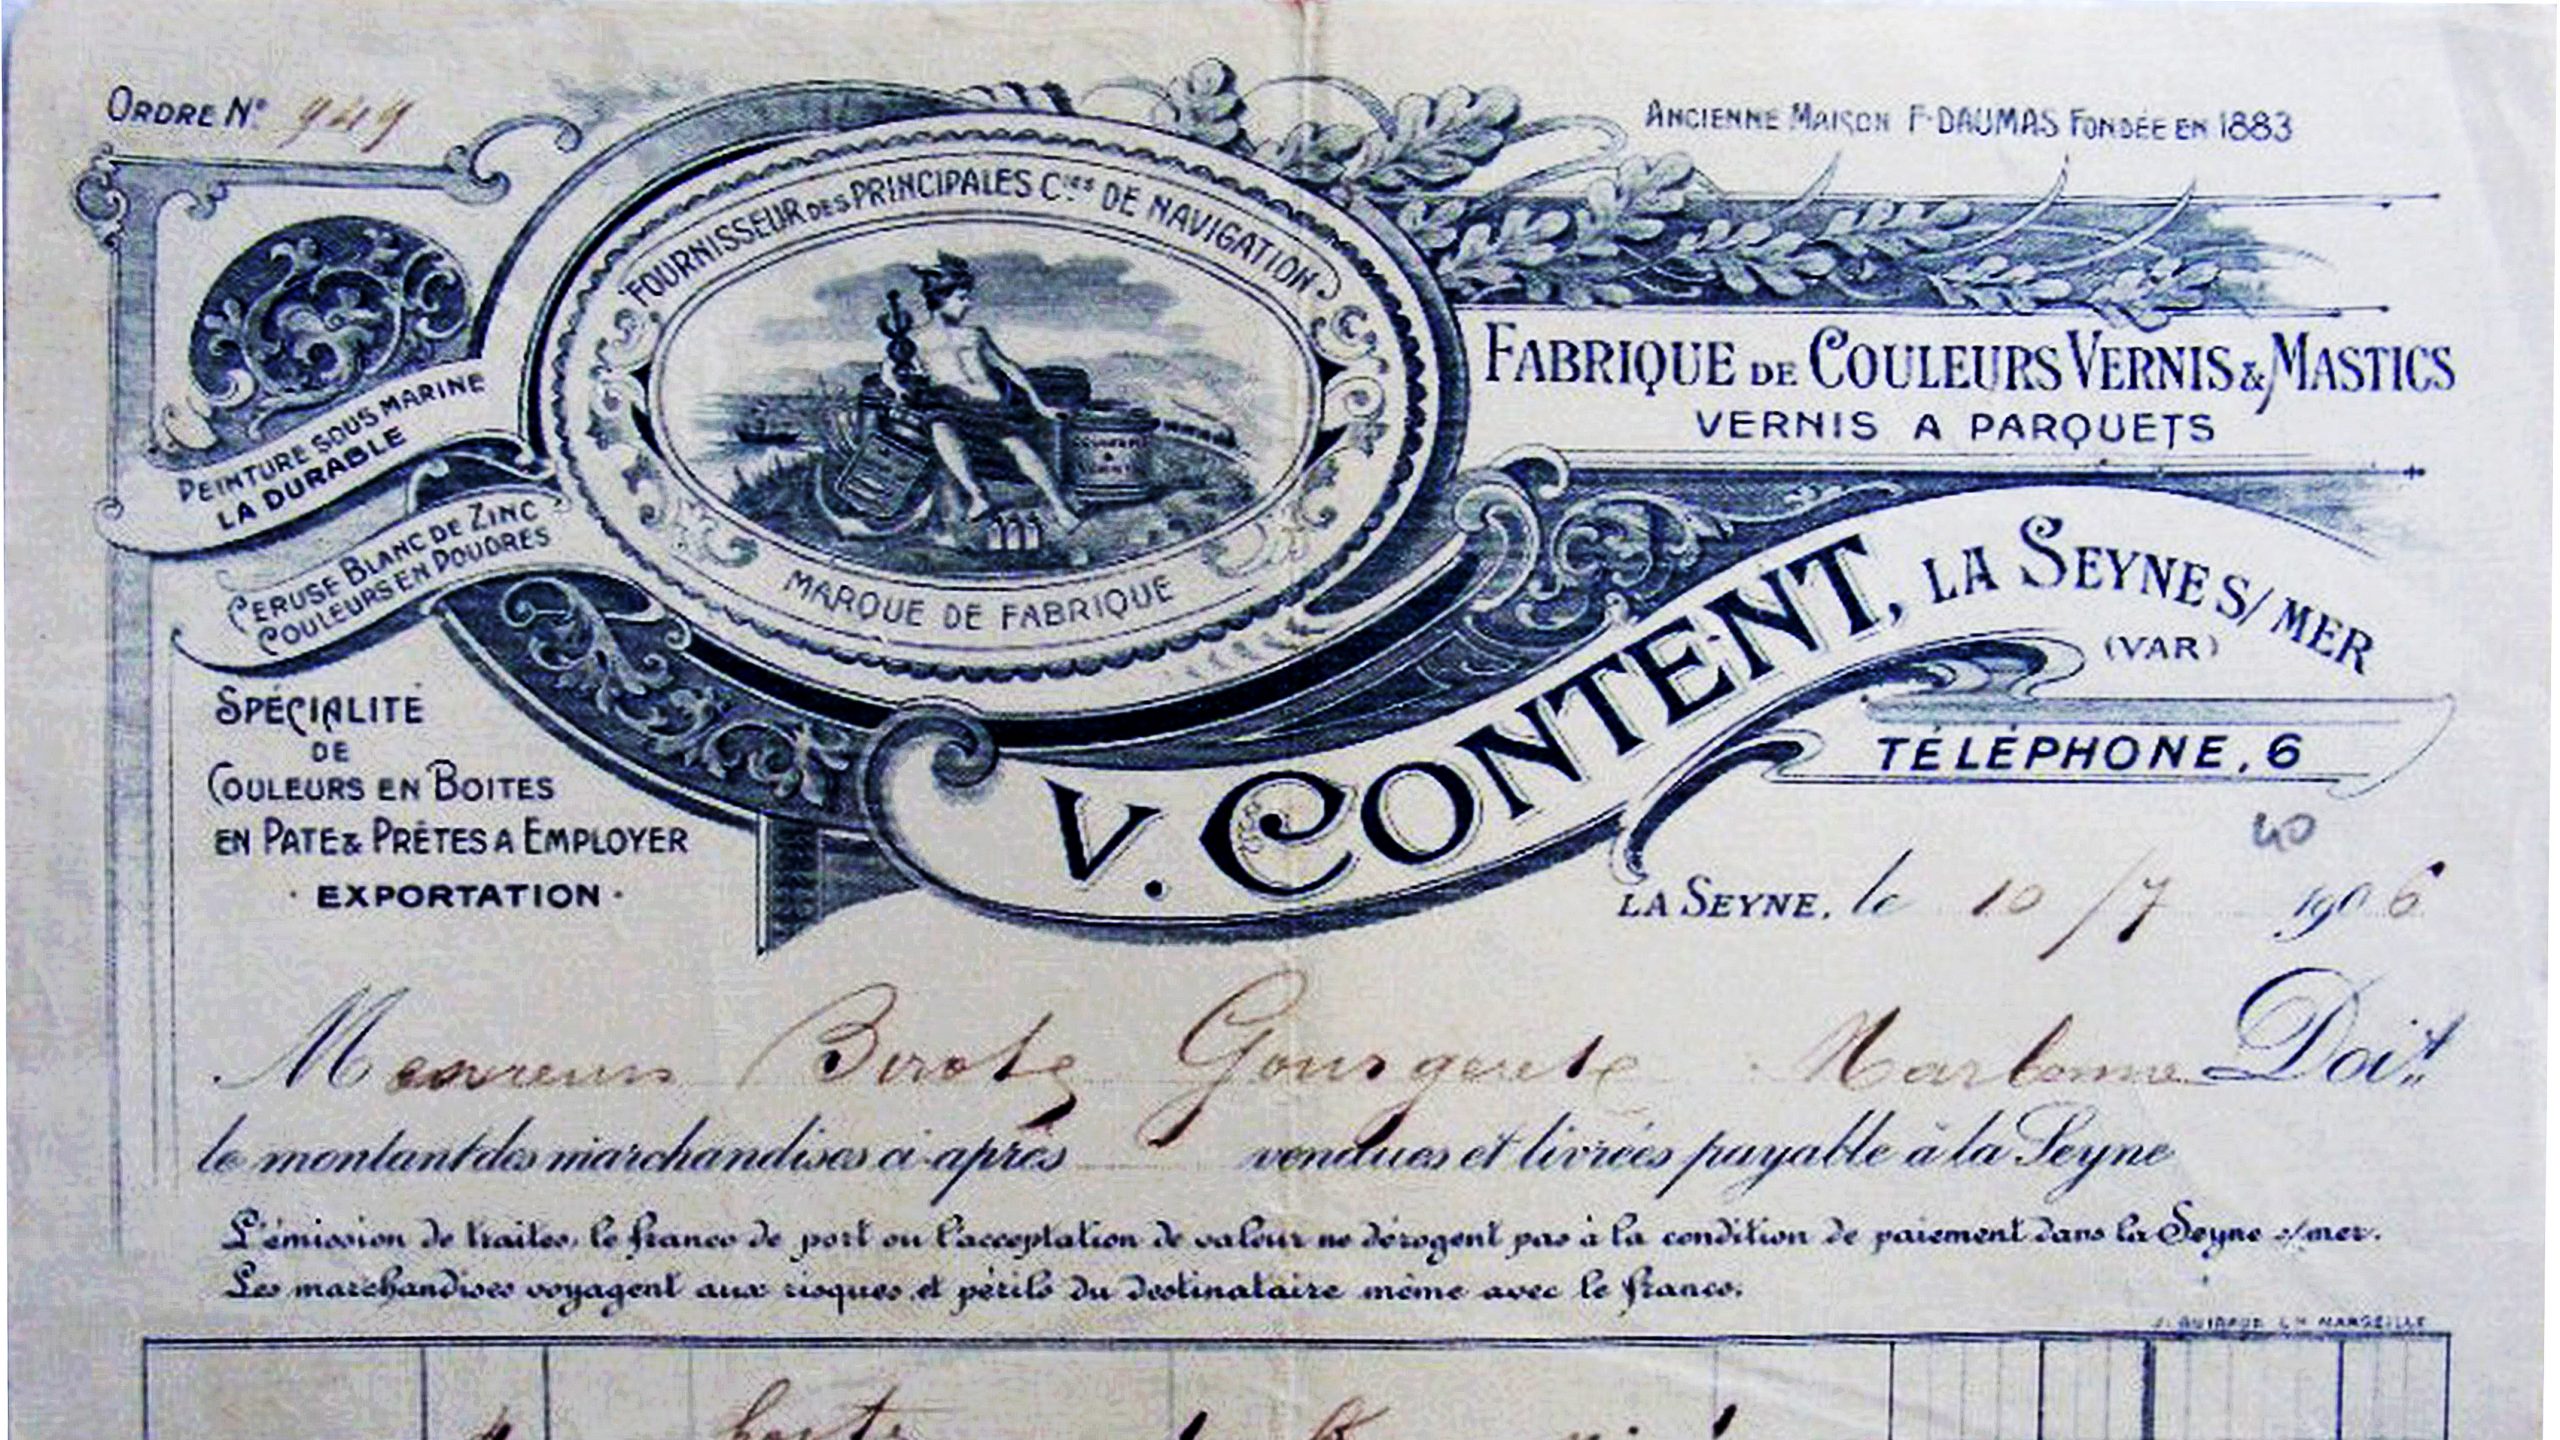 ORDRE N° 949
ANCIENNE MAISON F. DAUMAS FONDÉE EN 1883
FOURNISSEUR DES PRINCIPALES Cies DE NAVIGATION
MARQUE DE FABRIQUE
PEINTURE SOUS MARINE
LA DURABLE
CERUSE BLANC DE ZINC
COULEURS EN POUDRES
FABRIQUE DE COULEURS VERNIS & MASTICS
VERNIS A PARQUETS
V. CONTENT, LA SEYNE S/ MER
(VAR)
TÉLÉPHONE, 6
SPÉCIALITÉ
DE
COULEURS EN BOITES
EN PATE & PRÊTES A EMPLOYER
· EXPORTATION ·
40
LA SEYNE, le 10/7 1906
Messieurs Narbonne Doit
le montant des marchandises ci-après vendues et livrées payable à la Seyne
L'émission de traites, le franco de port ou l'acceptation de valeur ne dérogent pas à la condition de paiement dans la Seyne s/mer.
Les marchandises voyagent aux risques et périls du destinataire même avec le franco.
MARSEILLE